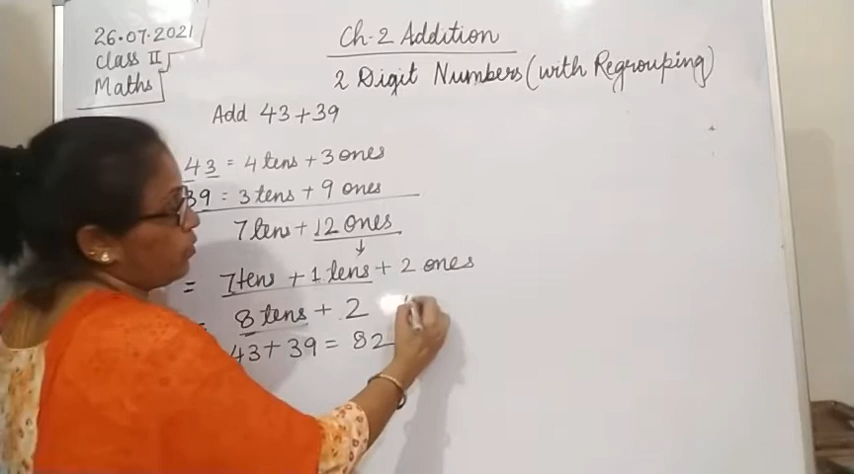 26.07.2021
Class II
Maths
Ch-2 Addition
2 Digit Numbers (with Regrouping)
Add 43+39
43 = 4 tens + 3 ones
39 = 3 tens + 9 ones
7 tens + 12 ones
↓
= 7 tens + 1 tens + 2 ones
= 8 tens + 2
43 + 39 = 82